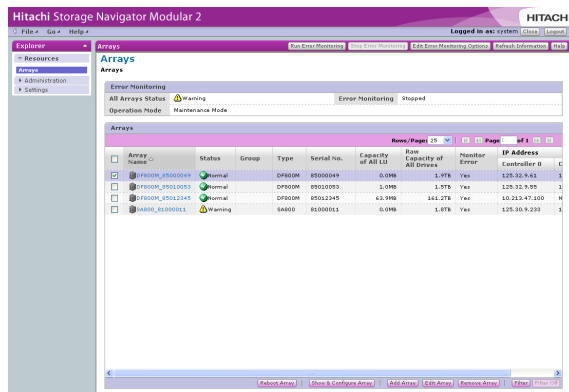 Hitachi Storage Navigator Modular 2
HITACH
File Go Help
Logged in as: system Close Logout
Explorer
Resources
Arrays
Administration
Settings
Arrays
Run Error Monitoring Stop Error Monitoring Edit Error Monitoring Options Refresh Information Help
Arrays
Arrays
Error Monitoring
All Arrays Status Warning Error Monitoring Stopped
Operation Mode Maintenance Mode
Arrays
Rows/Page: 25 Page of 1
Array Name Status Group Type Serial No. Capacity of All LU Raw Capacity of All Drives Monitor Error IP Address
Controller 0 C
DF800M_85000049 Normal DF800M 85000049 0.0MB 1.9TB Yes 125.32.9.61 1
DF800M_85010053 Normal DF800M 85010053 1.0MB 1.5TB Yes 125.32.9.55 1
DF800M_85012345 Normal DF800M 85012345 63.9MB 161.2TB Yes 10.213.47.100 N
SA800_81000011 Warning SA800 81000011 0.0MB 1.8TB Yes 125.30.9.233 1
Reboot Array Show & Configure Array Add Array Edit Array Remove Array Filter Filter Off